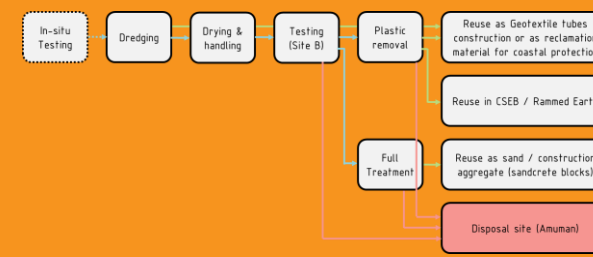 In-situ
Testing
Dredging
Drying &
handling
Testing
(Site B)
Plastic
removal
Reuse as Geotextile tubes
construction or as reclamation
material for coastal protection
Reuse in CSEB / Rammed Eart
Full
Treatment
Reuse as sand / construction
aggregate (sandcrete blocks)
Disposal site (Amuman)